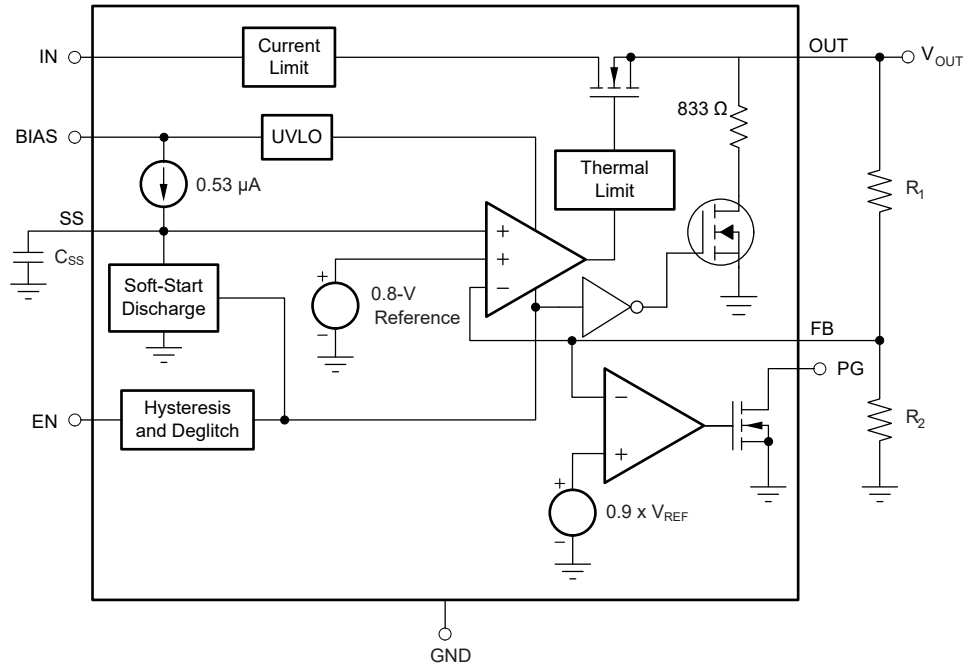 IN
Current
Limit
OUT
V_OUT
BIAS
UVLO
833 Ω
0.53 µA
Thermal
Limit
R_1
SS
C_SS
+
+
−
Soft-Start
Discharge
+
0.8-V
Reference
−
FB
PG
EN
Hysteresis
and Deglitch
−
+
R_2
+
0.9 x V_REF
−
GND